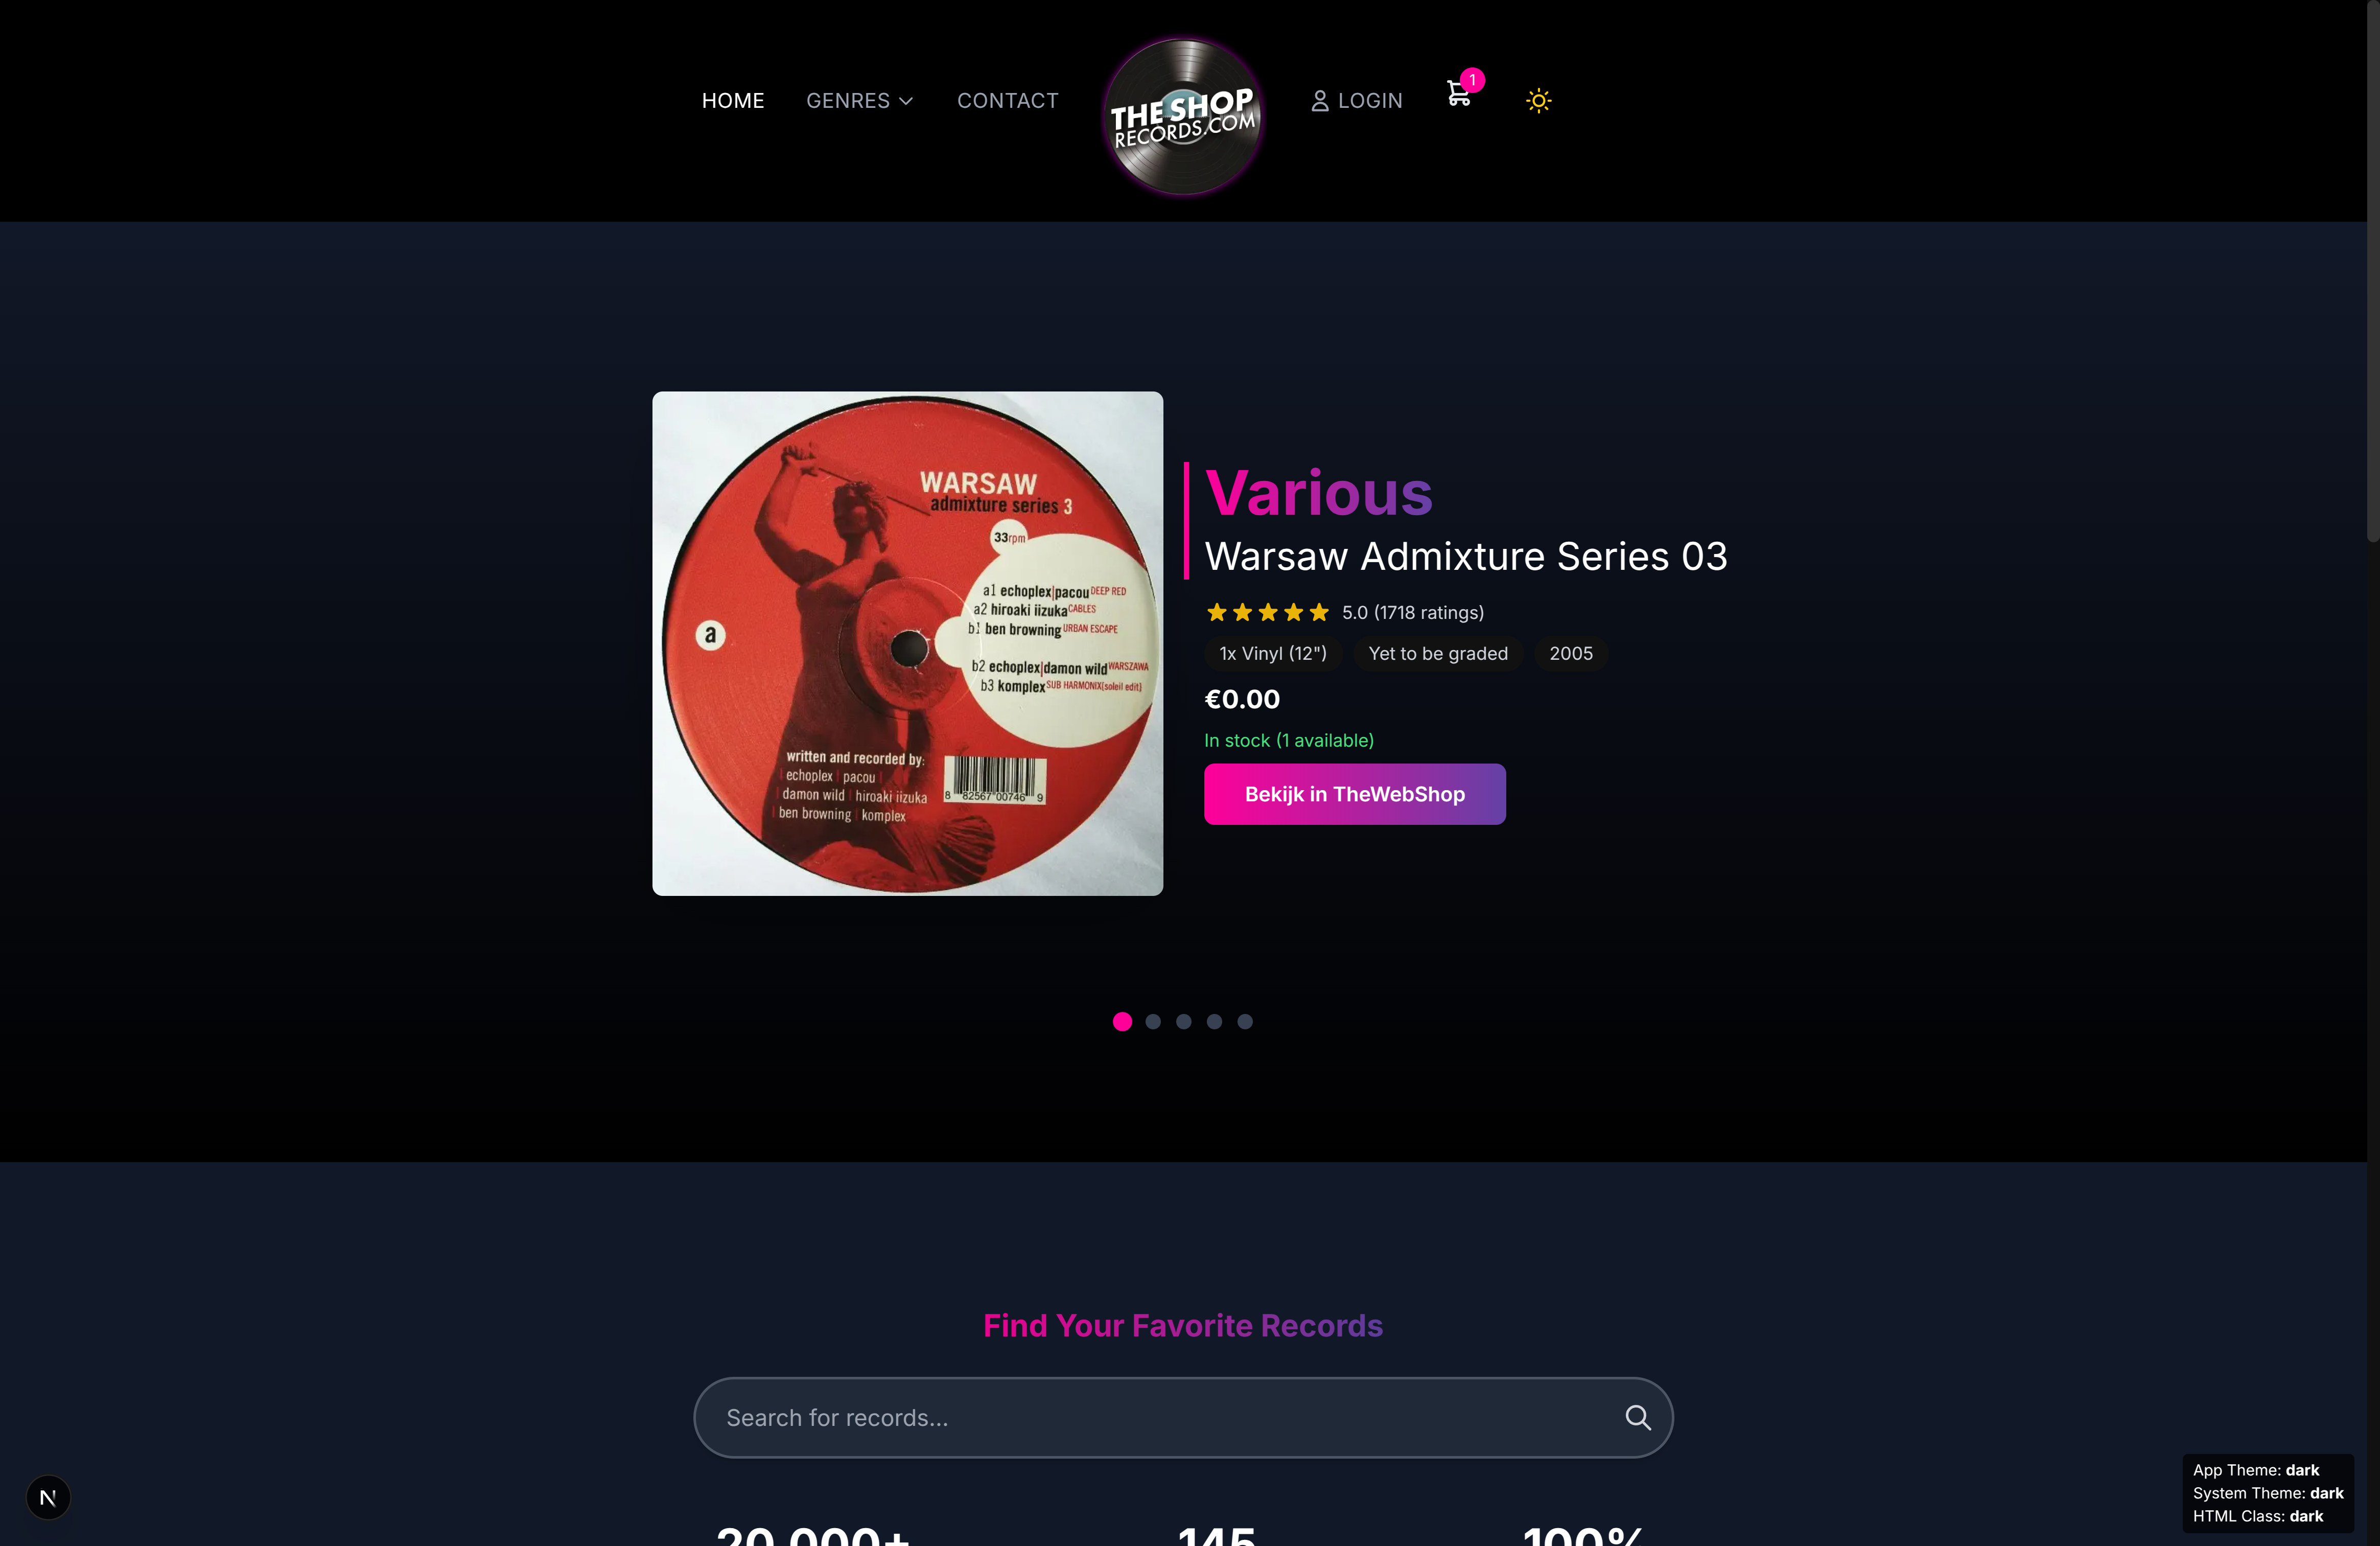 HOME
GENRES
CONTACT
THE SHOP
RECORDS.COM
LOGIN
1
WARSAW
admixture series 3
33rpm
a1 echoplex|pacou DEEP RED
a2 hiroaki iizuka CABLES
b1 ben browning URBAN ESCAPE
b2 echoplex|damon wild WARSZAWA
b3 komplex SUB HARMONIX(soleil edit)
a
written and recorded by:
| echoplex | pacou |
| damon wild | hiroaki iizuka
| ben browning | komplex
8 82567 00746 9
Various
Warsaw Admixture Series 03
5.0 (1718 ratings)
1x Vinyl (12")
Yet to be graded
2005
€0.00
In stock (1 available)
Bekijk in TheWebShop
Find Your Favorite Records
Search for records...
20.000+
145
100%
N
App Theme: dark
System Theme: dark
HTML Class: dark